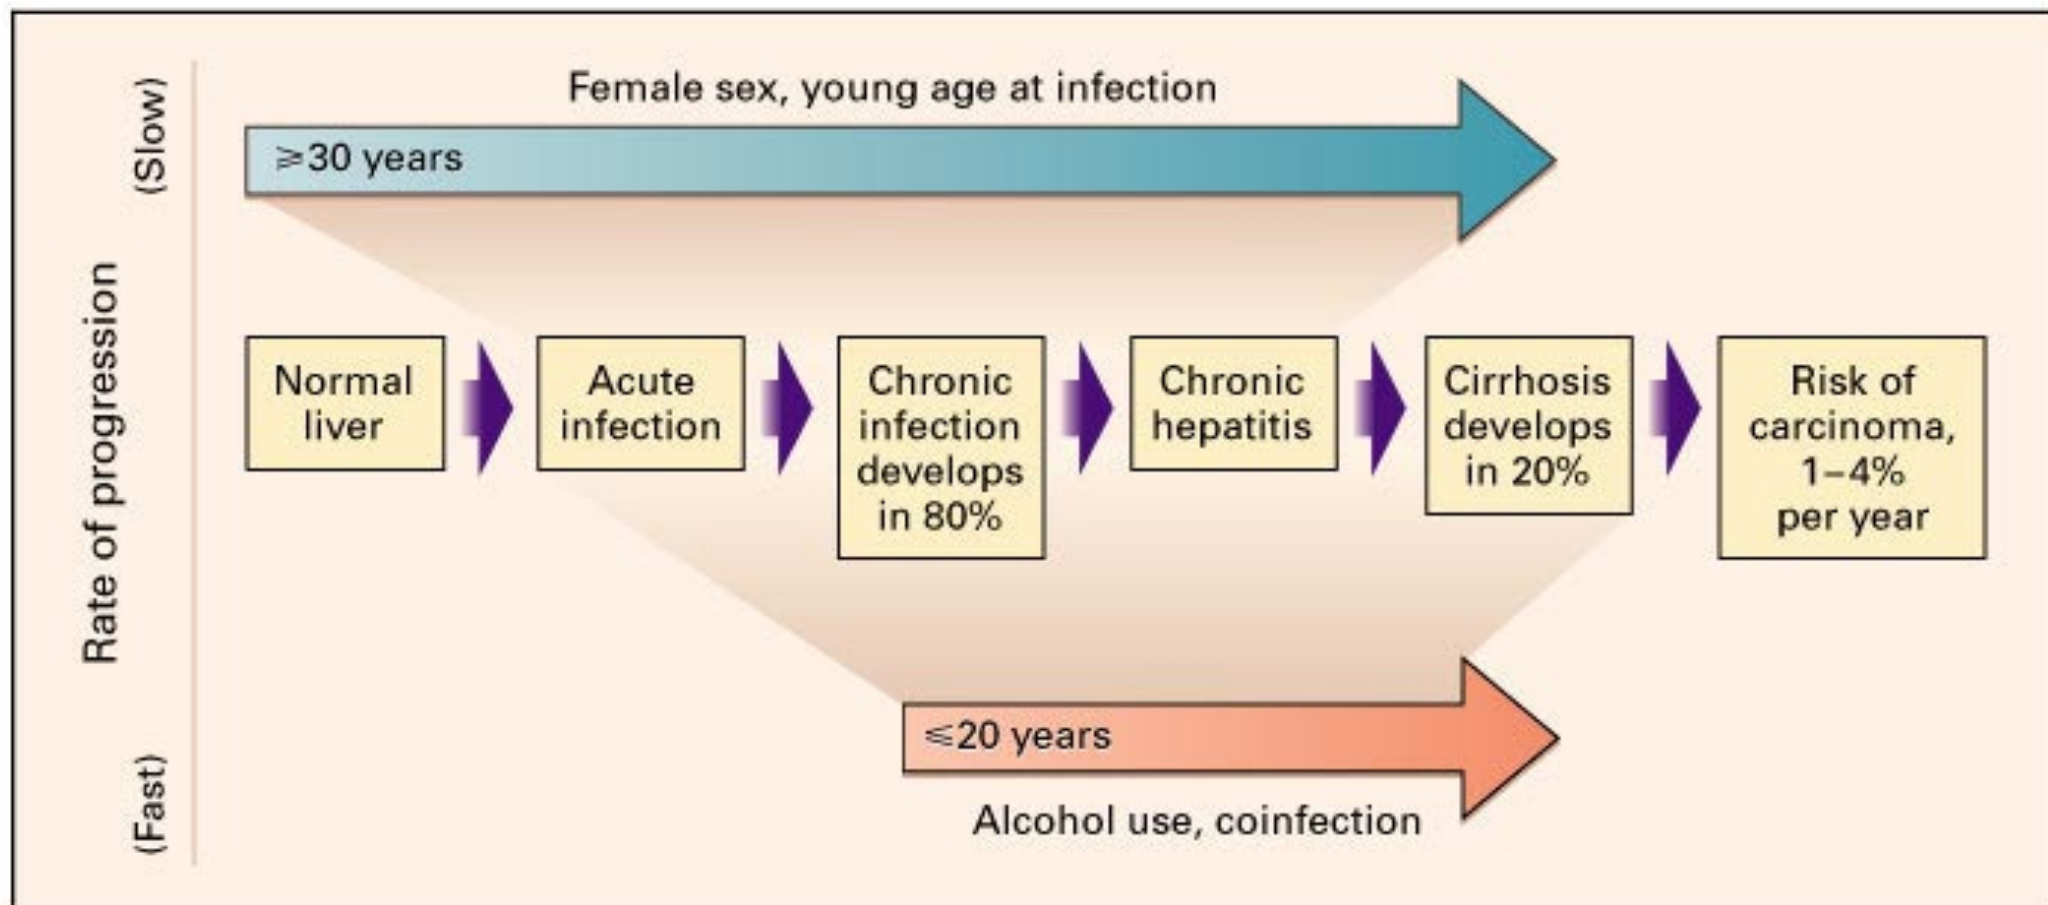 Rate of progression
(Slow)
(Fast)
Female sex, young age at infection
⩾30 years
Normal
liver
Acute
infection
Chronic
infection
develops
in 80%
Chronic
hepatitis
Cirrhosis
develops
in 20%
Risk of
carcinoma,
1–4%
per year
⩽20 years
Alcohol use, coinfection